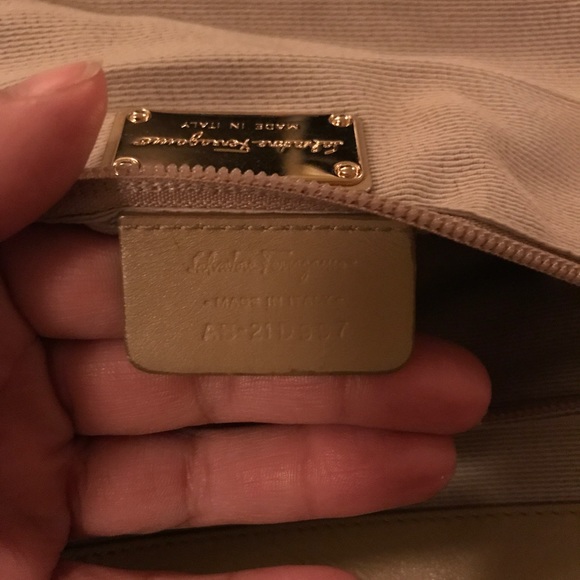 Salvatore Ferragamo
MADE IN ITALY
Salvatore Ferragamo
• MADE IN ITALY •